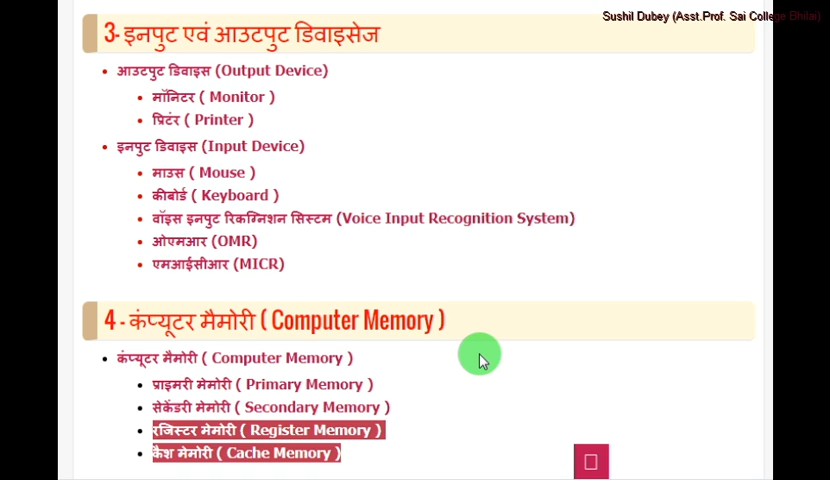 Sushil Dubey (Asst.Prof. Sai College Bhilai)
3- इनपुट एवं आउटपुट डिवाइसेज
आउटपुट डिवाइस (Output Device)
मॉनिटर ( Monitor )
प्रिटंर ( Printer )
इनपुट डिवाइस (Input Device)
माउस ( Mouse )
कीबोर्ड ( Keyboard )
वॉइस इनपुट रिकग्निशन सिस्टम (Voice Input Recognition System)
ओएमआर (OMR)
एमआईसीआर (MICR)
4 - कंप्यूटर मैमोरी ( Computer Memory )
कंप्यूटर मैमोरी ( Computer Memory )
प्राइमरी मेमोरी ( Primary Memory )
सेकेंडरी मेमोरी ( Secondary Memory )
रजिस्टर मेमोरी ( Register Memory )
कैश मेमोरी ( Cache Memory )